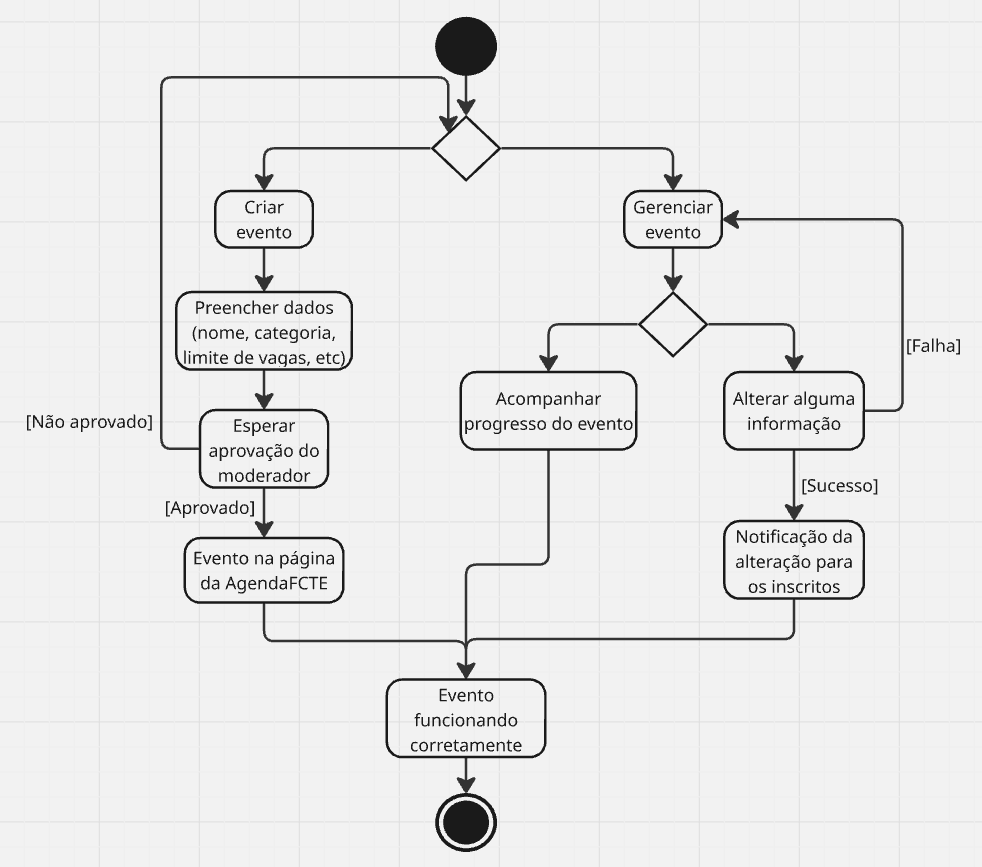 Criar
evento
Gerenciar
evento
Preencher dados
(nome, categoria,
limite de vagas, etc)
[Falha]
Acompanhar
progresso do evento
Alterar alguma
informação
[Não aprovado]
Esperar
aprovação do
moderador
[Sucesso]
[Aprovado]
Notificação da
alteração para
os inscritos
Evento na página
da AgendaFCTE
Evento
funcionando
corretamente